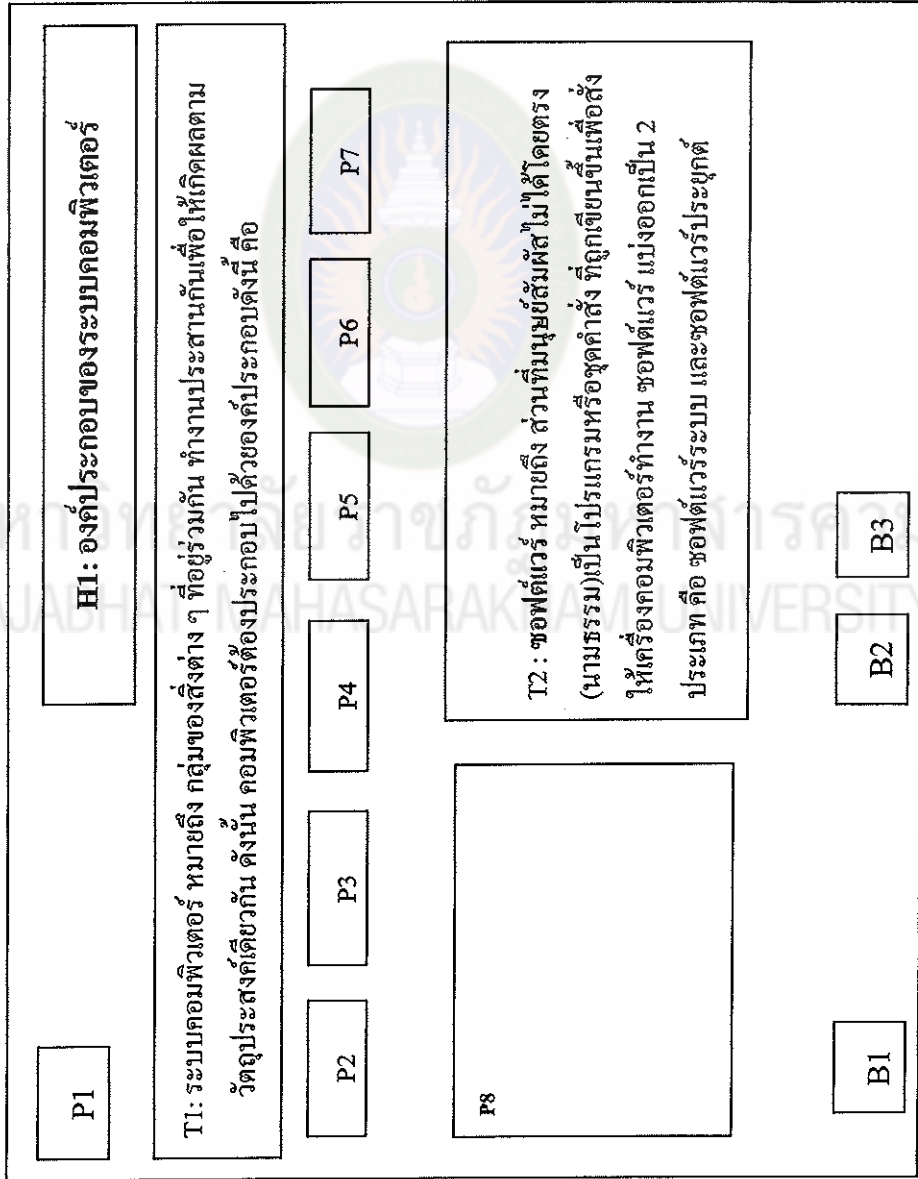 P1
H1: องค์ประกอบของระบบคอมพิวเตอร์
T1: ระบบคอมพิวเตอร์ หมายถึง กลุ่มของสิ่งต่าง ๆ ที่อยู่ร่วมกัน ทำงานประสานกันเพื่อให้เกิดผลตาม
วัตถุประสงค์เดียวกัน ดังนั้น คอมพิวเตอร์ต้องประกอบไปด้วยองค์ประกอบดังนี้ คือ
P2
P3
P4
P5
P6
P7
P8
T2 : ซอฟต์แวร์ หมายถึง ส่วนที่มนุษย์สัมผัสไม่ได้โดยตรง
(นามธรรม)เป็นโปรแกรมหรือชุดคำสั่ง ที่ถูกเขียนขึ้นเพื่อสั่ง
ให้เครื่องคอมพิวเตอร์ทำงาน ซอฟต์แวร์ แบ่งออกเป็น 2
ประเภท คือ ซอฟต์แวร์ระบบ และซอฟต์แวร์ประยุกต์
B1
B2
B3